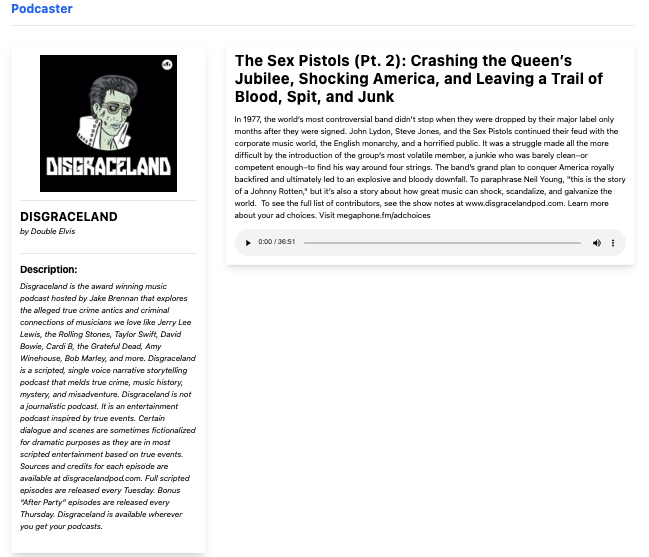 Podcaster
DISGRACELAND
DISGRACELAND
by Double Elvis
Description:
Disgraceland is the award winning music
podcast hosted by Jake Brennan that explores
the alleged true crime antics and criminal
connections of musicians we love like Jerry Lee
Lewis, the Rolling Stones, Taylor Swift, David
Bowie, Cardi B, the Grateful Dead, Amy
Winehouse, Bob Marley, and more. Disgraceland
is a scripted, single voice narrative storytelling
podcast that melds true crime, music history,
mystery, and misadventure. Disgraceland is not
a journalistic podcast. It is an entertainment
podcast inspired by true events. Certain
dialogue and scenes are sometimes fictionalized
for dramatic purposes as they are in most
scripted entertainment based on true events.
Sources and credits for each episode are
available at disgracelandpod.com. Full scripted
episodes are released every Tuesday. Bonus
“After Party” episodes are released every
Thursday. Disgraceland is available wherever
you get your podcasts.
The Sex Pistols (Pt. 2): Crashing the Queen’s
Jubilee, Shocking America, and Leaving a Trail of
Blood, Spit, and Junk
In 1977, the world’s most controversial band didn’t stop when they were dropped by their major label only
months after they were signed. John Lydon, Steve Jones, and the Sex Pistols continued their feud with the
corporate music world, the English monarchy, and a horrified public. It was a struggle made all the more
difficult by the introduction of the group’s most volatile member, a junkie who was barely clean–or
competent enough–to find his way around four strings. The band’s grand plan to conquer America royally
backfired and ultimately led to an explosive and bloody downfall. To paraphrase Neil Young, "this is the story
of a Johnny Rotten," but it’s also a story about how great music can shock, scandalize, and galvanize the
world.  To see the full list of contributors, see the show notes at www.disgracelandpod.com. Learn more
about your ad choices. Visit megaphone.fm/adchoices
0:00 / 36:51